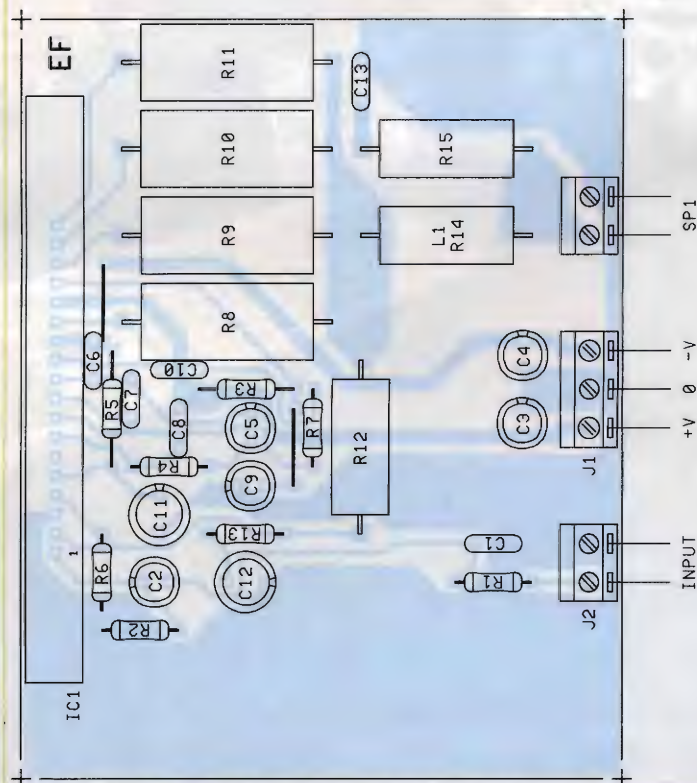 EF
R11
C13
R10
R15
R9
L1
R14
SP1
R8
C6
C10
C4
-V
R5
C7
R3
0
C8
C5
R7
C3
+V
R4
R12
J1
C9
C11
1
R13
C1
INPUT
R6
C2
C12
R1
R2
J2
IC1